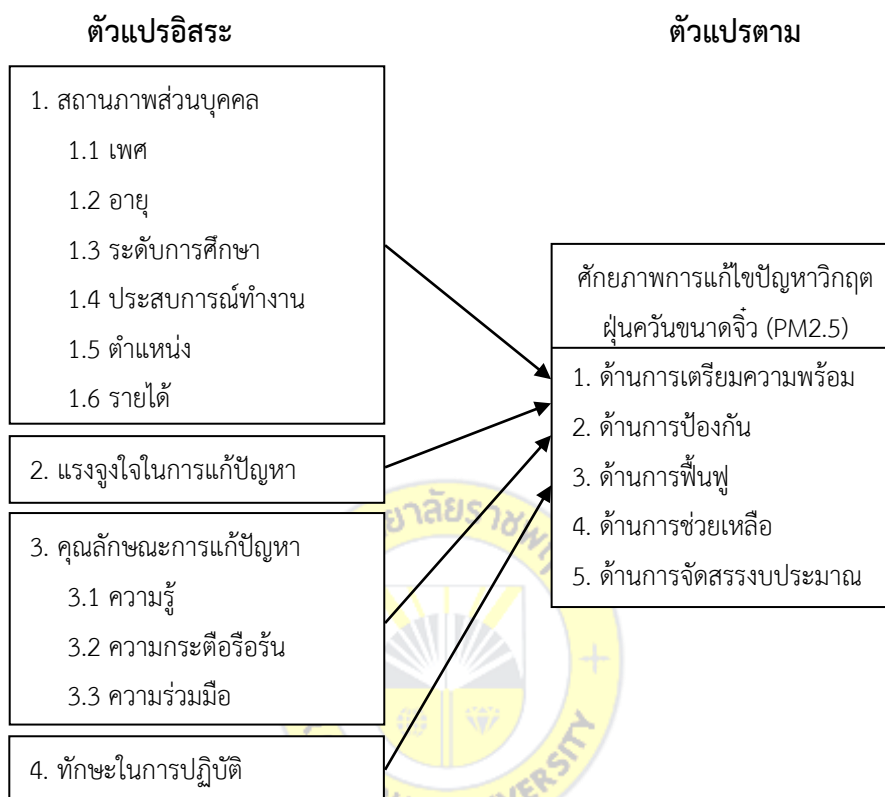 ตัวแปรอิสระ
ตัวแปรตาม
1. สถานภาพส่วนบุคคล
1.1 เพศ
1.2 อายุ
1.3 ระดับการศึกษา
1.4 ประสบการณ์ทำงาน
1.5 ตำแหน่ง
1.6 รายได้
2. แรงจูงใจในการแก้ปัญหา
3. คุณลักษณะการแก้ปัญหา
3.1 ความรู้
3.2 ความกระตือรือร้น
3.3 ความร่วมมือ
4. ทักษะในการปฏิบัติ
ศักยภาพการแก้ไขปัญหาวิกฤต
ฝุ่นควันขนาดจิ๋ว (PM2.5)
1. ด้านการเตรียมความพร้อม
2. ด้านการป้องกัน
3. ด้านการฟื้นฟู
4. ด้านการช่วยเหลือ
5. ด้านการจัดสรรงบประมาณ